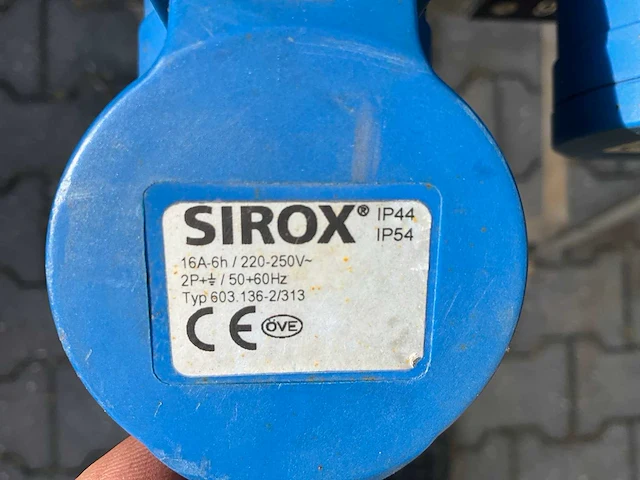 SIROX® IP44
IP54
16A-6h / 220-250V~
2P+⏚ / 50+60Hz
Typ 603.136-2/313
CE ÖVE